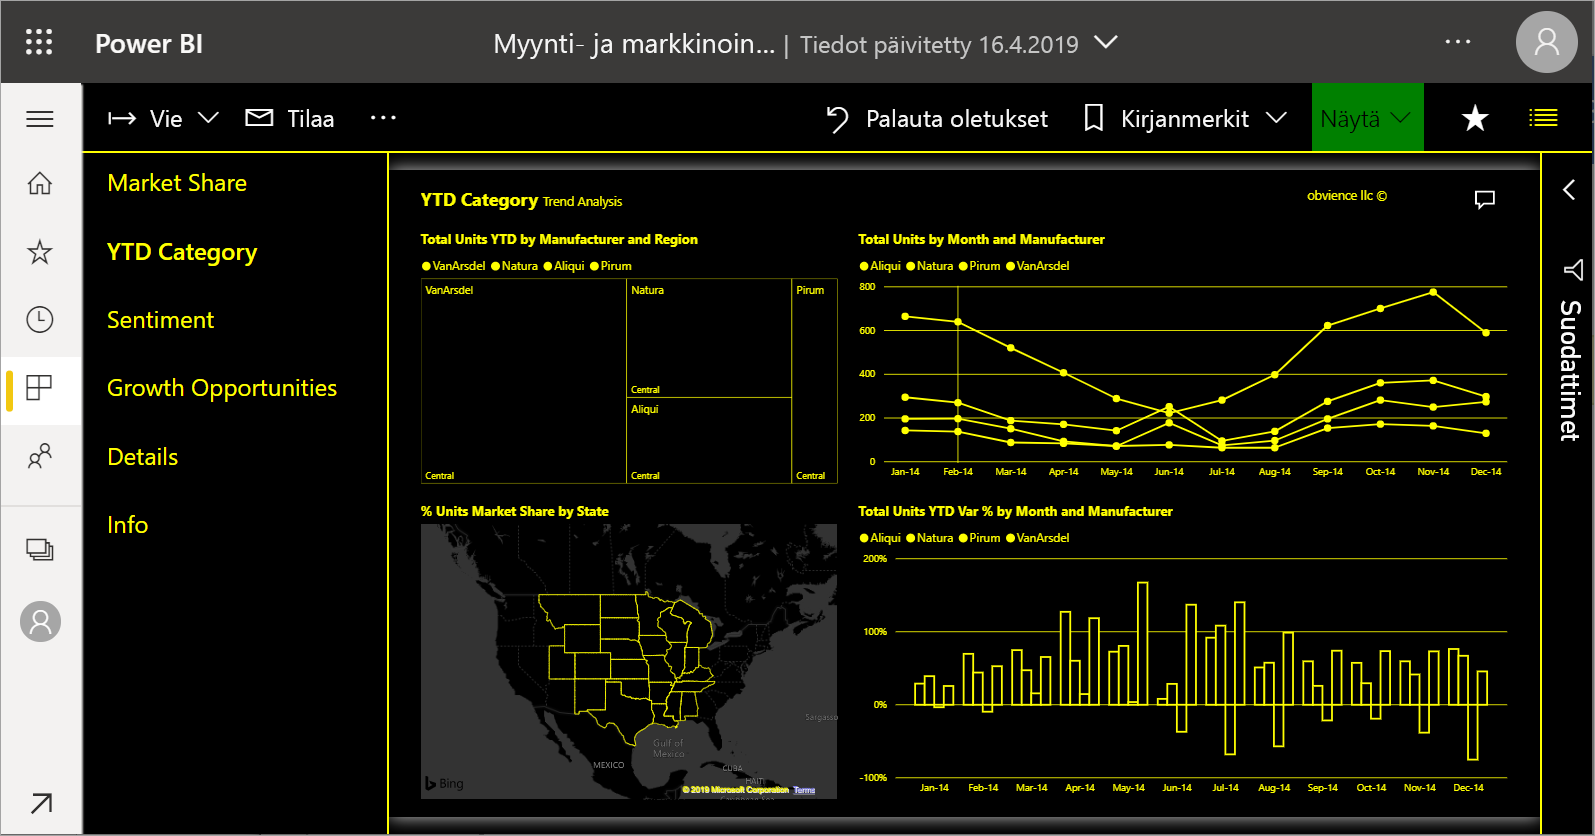 Power BI
Myynti- ja markkinoin... | Tiedot päivitetty 16.4.2019
Vie
Tilaa
Palauta oletukset
Kirjanmerkit
Näytä
Market Share
YTD Category
Sentiment
Growth Opportunities
Details
Info
YTD Category Trend Analysis
obvience llc ©
Total Units YTD by Manufacturer and Region
VanArsdel Natura Aliqui Pirum
VanArsdel
Natura
Pirum
Central
Aliqui
Central
Central
Central
Total Units by Month and Manufacturer
Aliqui Natura Pirum VanArsdel
800
600
400
200
0
Jan-14 Feb-14 Mar-14 Apr-14 May-14 Jun-14 Jul-14 Aug-14 Sep-14 Oct-14 Nov-14 Dec-14
% Units Market Share by State
Sargasso
Gulf of
Mexico
MEXICO
CUBA
HAITI
Bing
© 2019 Microsoft Corporation Terms
Total Units YTD Var % by Month and Manufacturer
Aliqui Natura Pirum VanArsdel
200%
100%
0%
-100%
Jan-14 Feb-14 Mar-14 Apr-14 May-14 Jun-14 Jul-14 Aug-14 Sep-14 Oct-14 Nov-14 Dec-14
Suodattimet